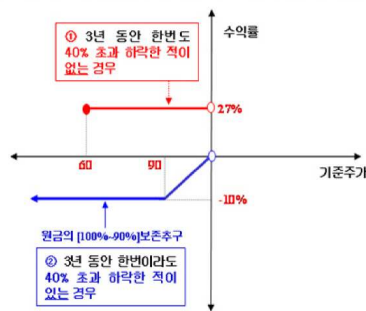 수익률
① 3년 동안 한번도
40% 초과 하락한 적이
없는 경우
27%
60
90
기준주가
-10%
원금의 [100%~90%]보존추구
② 3년 동안 한번이라도
40% 초과 하락한 적이
있는 경우